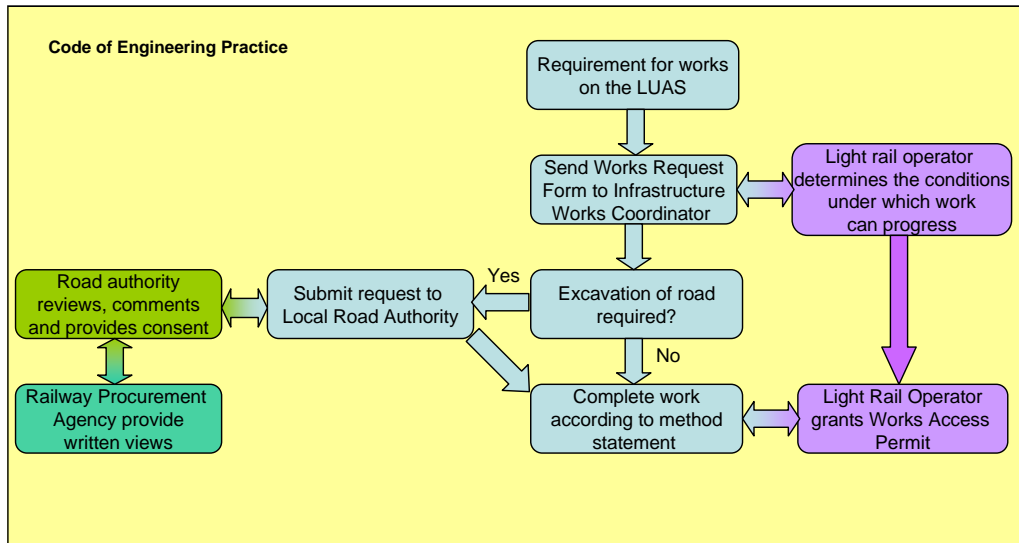 Code of Engineering Practice
Requirement for works
on the LUAS
Send Works Request
Form to Infrastructure
Works Coordinator
Light rail operator
determines the conditions
under which work
can progress
Road authority
reviews, comments
and provides consent
Submit request to
Local Road Authority
Yes
Excavation of road
required?
No
Railway Procurement
Agency provide
written views
Complete work
according to method
statement
Light Rail Operator
grants Works Access
Permit